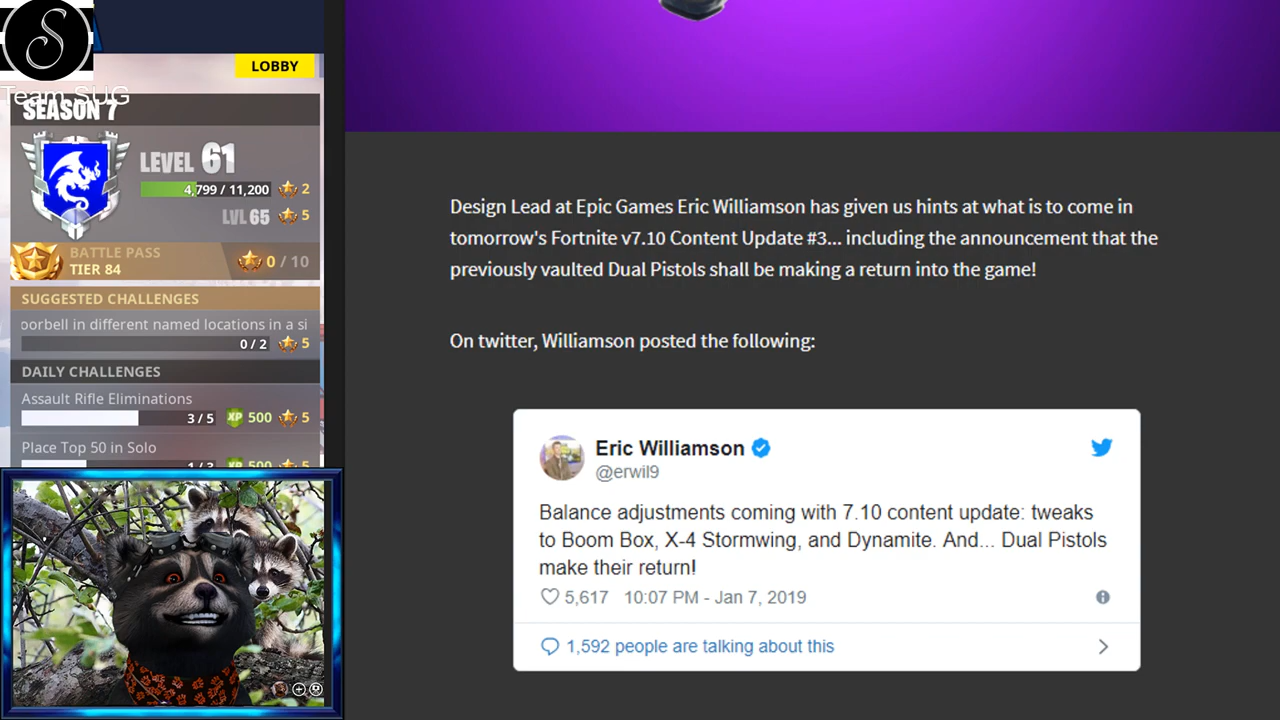 S
LOBBY
Team SUG
SEASON 7
LEVEL 61
4,799 / 11,200 2
LVL 65 5
BATTLE PASS
TIER 84
0 / 10
SUGGESTED CHALLENGES
oorbell in different named locations in a si
0 / 2 5
DAILY CHALLENGES
Assault Rifle Eliminations
3 / 5 XP 500 5
Place Top 50 in Solo
1 / 3 XP 500 5
Design Lead at Epic Games Eric Williamson has given us hints at what is to come in
tomorrow's Fortnite v7.10 Content Update #3... including the announcement that the
previously vaulted Dual Pistols shall be making a return into the game!
On twitter, Williamson posted the following:
Eric Williamson
@erwil9
Balance adjustments coming with 7.10 content update: tweaks
to Boom Box, X-4 Stormwing, and Dynamite. And... Dual Pistols
make their return!
5,617 10:07 PM - Jan 7, 2019
1,592 people are talking about this